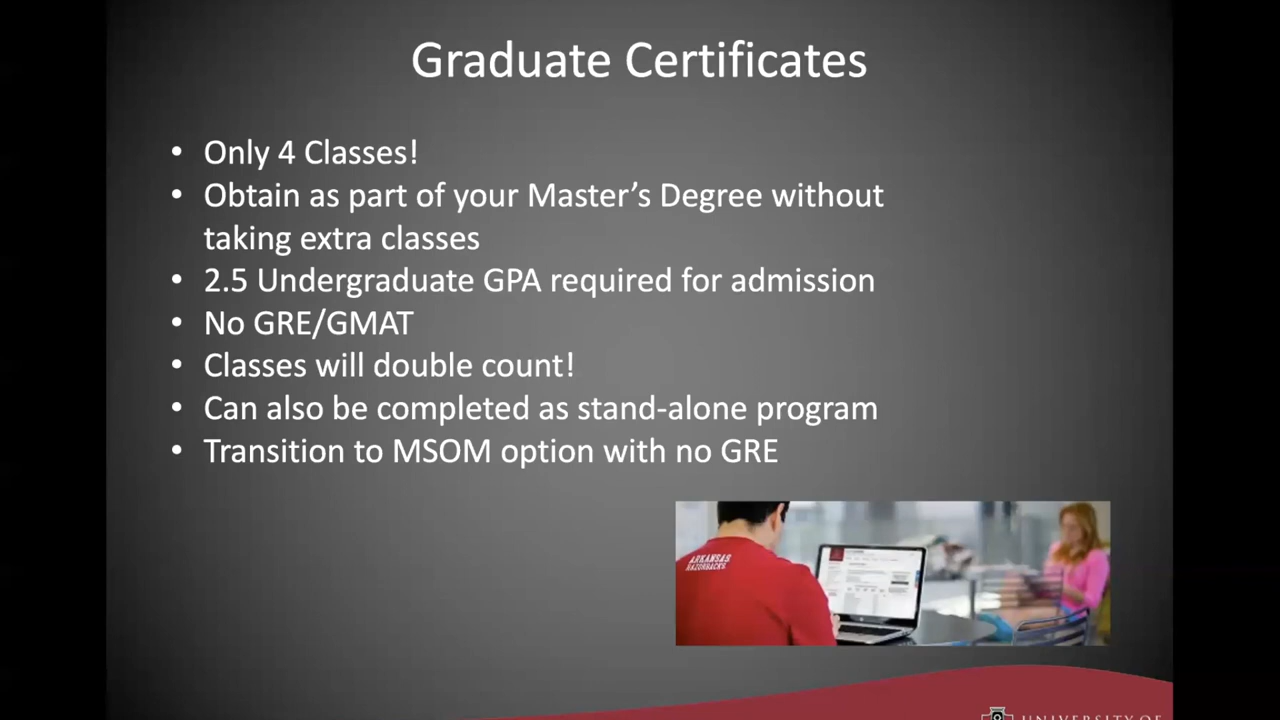 Graduate Certificates
• Only 4 Classes!
• Obtain as part of your Master’s Degree without
taking extra classes
• 2.5 Undergraduate GPA required for admission
• No GRE/GMAT
• Classes will double count!
• Can also be completed as stand-alone program
• Transition to MSOM option with no GRE
ARKANSAS
RAZORBACKS
UNIVERSITY OF